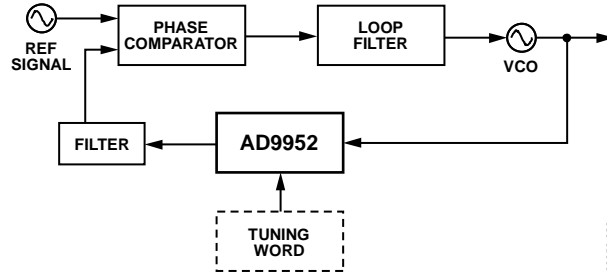 REF
SIGNAL
PHASE
COMPARATOR
LOOP
FILTER
VCO
FILTER
AD9952
TUNING
WORD